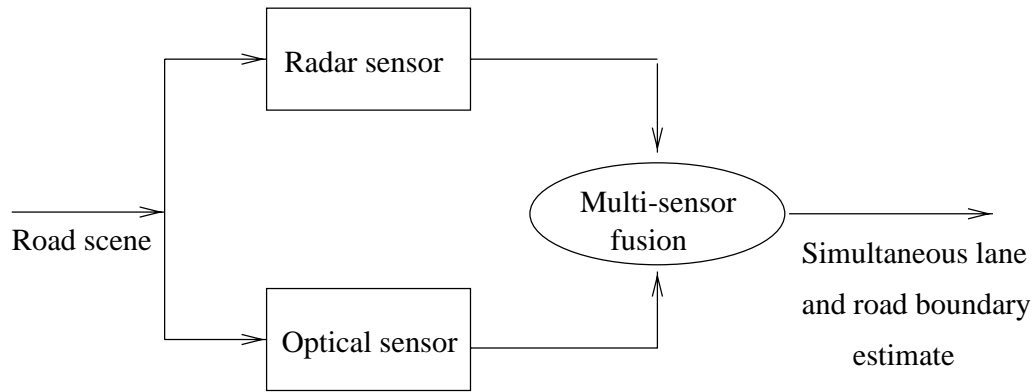 Radar sensor
Road scene
Multi-sensor
fusion
Optical sensor
Simultaneous lane
and road boundary
estimate